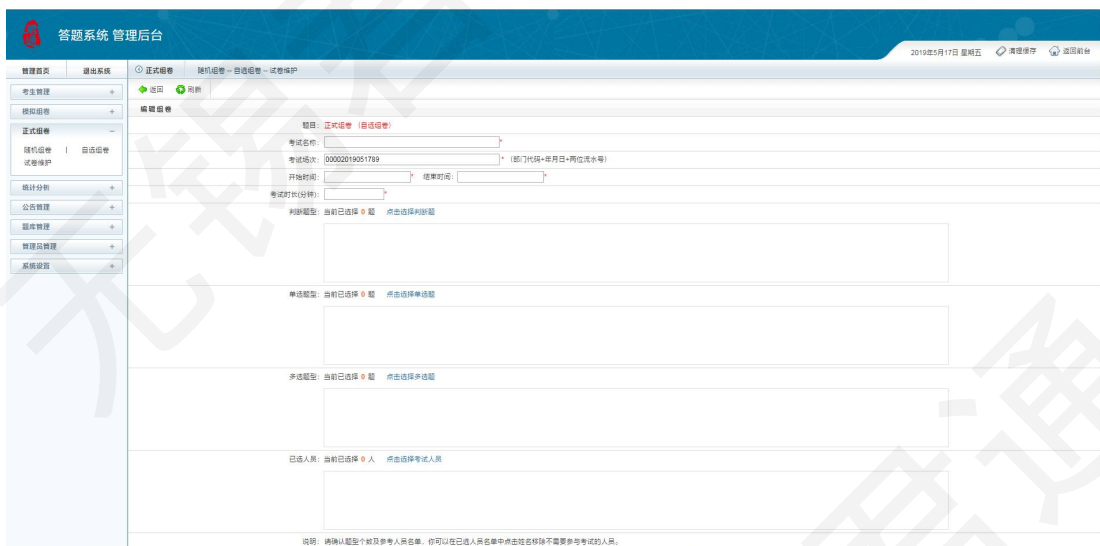 答题系统 管理后台
2019年5月17日 星期五 清理缓存 返回前台
管理首页 退出系统 正式组卷 随机组卷 -- 自选组卷 -- 试卷维护
考生管理 +
模拟组卷 +
正式组卷 -
随机组卷 | 自选组卷
试卷维护
统计分析 +
公告管理 +
题库管理 +
管理员管理 +
系统设置 +
返回 刷新
编辑组卷
题目: 正式组卷 (自选组卷)
考试名称: *
考试场次: 00002019051789 * (部门代码+年月日+两位流水号)
开始时间: * 结束时间: *
考试时长(分钟): *
判断题型: 当前已选择 0 题 点击选择判断题
单选题型: 当前已选择 0 题 点击选择单选题
多选题型: 当前已选择 0 题 点击选择多选题
已选人员: 当前已选择 0 人 点击选择考试人员
说明: 请确认题型个数及参考人员名单, 你可以在已选人员名单中点击姓名移除不需要参与考试的人员。
无锡君通